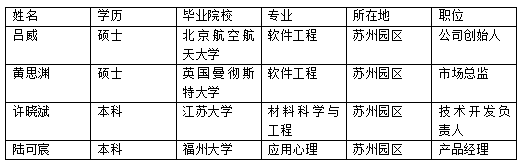 姓名 学历 毕业院校 专业 所在地 职位
吕威 硕士 北京航空航天大学 软件工程 苏州园区 公司创始人
黄思渊 硕士 英国曼彻斯特大学 软件工程 苏州园区 市场总监
许晓斌 本科 江苏大学 材料科学与工程 苏州园区 技术开发负责人
陆可宸 本科 福州大学 应用心理 苏州园区 产品经理